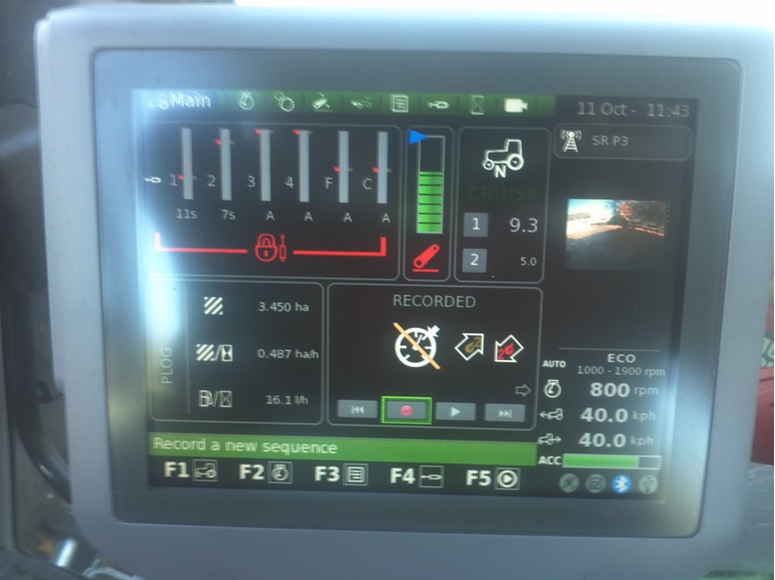 Main
11 Oct - 11:43
SR P3
1 2 3 4 F C
11s 7s A A A A
N
CRUISE
1 9.3
2 5.0
PLOG
3.450 ha
0.487 ha/h
16.1 l/h
RECORDED
AUTO
ECO
1000 - 1900 rpm
800 rpm
40.0 kph
40.0 kph
ACC
Record a new sequence
F1 F2 F3 F4 F5